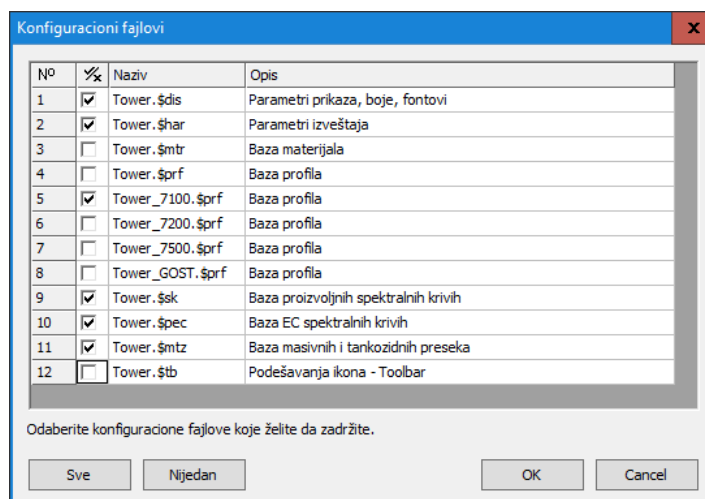 Konfiguracioni fajlovi
Nº Naziv Opis
1 Tower.$dis Parametri prikaza, boje, fontovi
2 Tower.$har Parametri izveštaja
3 Tower.$mtr Baza materijala
4 Tower.$prf Baza profila
5 Tower_7100.$prf Baza profila
6 Tower_7200.$prf Baza profila
7 Tower_7500.$prf Baza profila
8 Tower_GOST.$prf Baza profila
9 Tower.$sk Baza proizvoljnih spektralnih krivih
10 Tower.$pec Baza EC spektralnih krivih
11 Tower.$mtz Baza masivnih i tankozidnih preseka
12 Tower.$tb Podešavanja ikona - Toolbar
Odaberite konfiguracione fajlove koje želite da zadržite.
Sve Nijedan OK Cancel